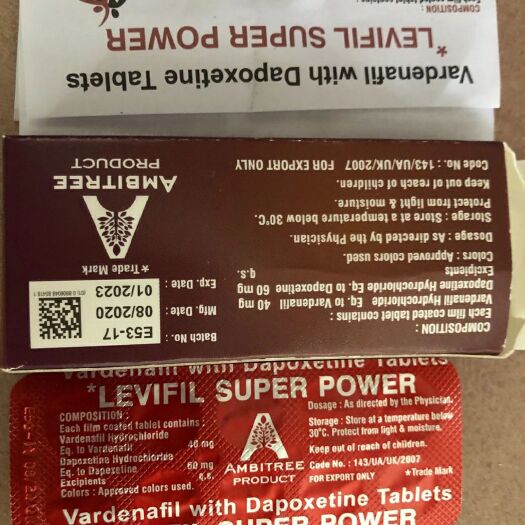 Vardenafil with Dapoxetine Tablets
*LEVIFIL SUPER POWER
COMPOSITION :
COMPOSITION :
Each film coated tablet contains :
Vardenafil Hydrochloride Eq. to Vardenafil 40 mg
Dapoxetine Hydrochloride Eq. to Dapoxetine 60 mg
Excipients q.s.
Colors : Approved colors used.
Dosage : As directed by the Physician.
Storage : Store at a temperature below 30°C.
Protect from light & moisture.
Keep out of reach of children.
Code No. : 143/UA/UK/2007 FOR EXPORT ONLY
Batch No. : E53-17
Mfg. Date : 08/2020
Exp. Date : 01/2023
*Trade Mark
AMBITREE
PRODUCT
Vardenafil with Dapoxetine Tablets
*LEVIFIL SUPER POWER
COMPOSITION :
Each film coated tablet contains :
Vardenafil Hydrochloride
Eq. to Vardenafil 40 mg
Dapoxetine Hydrochloride
Eq. to Dapoxetine 60 mg
Excipients q.s.
Colors : Approved colors used.
AMBITREE
PRODUCT
Dosage : As directed by the Physician.
Storage : Store at a temperature below
30°C. Protect from light & moisture.
Keep out of reach of children.
Code No. : 143/UA/UK/2007
FOR EXPORT ONLY *Trade Mark
Vardenafil with Dapoxetine Tablets
SUPER POWER